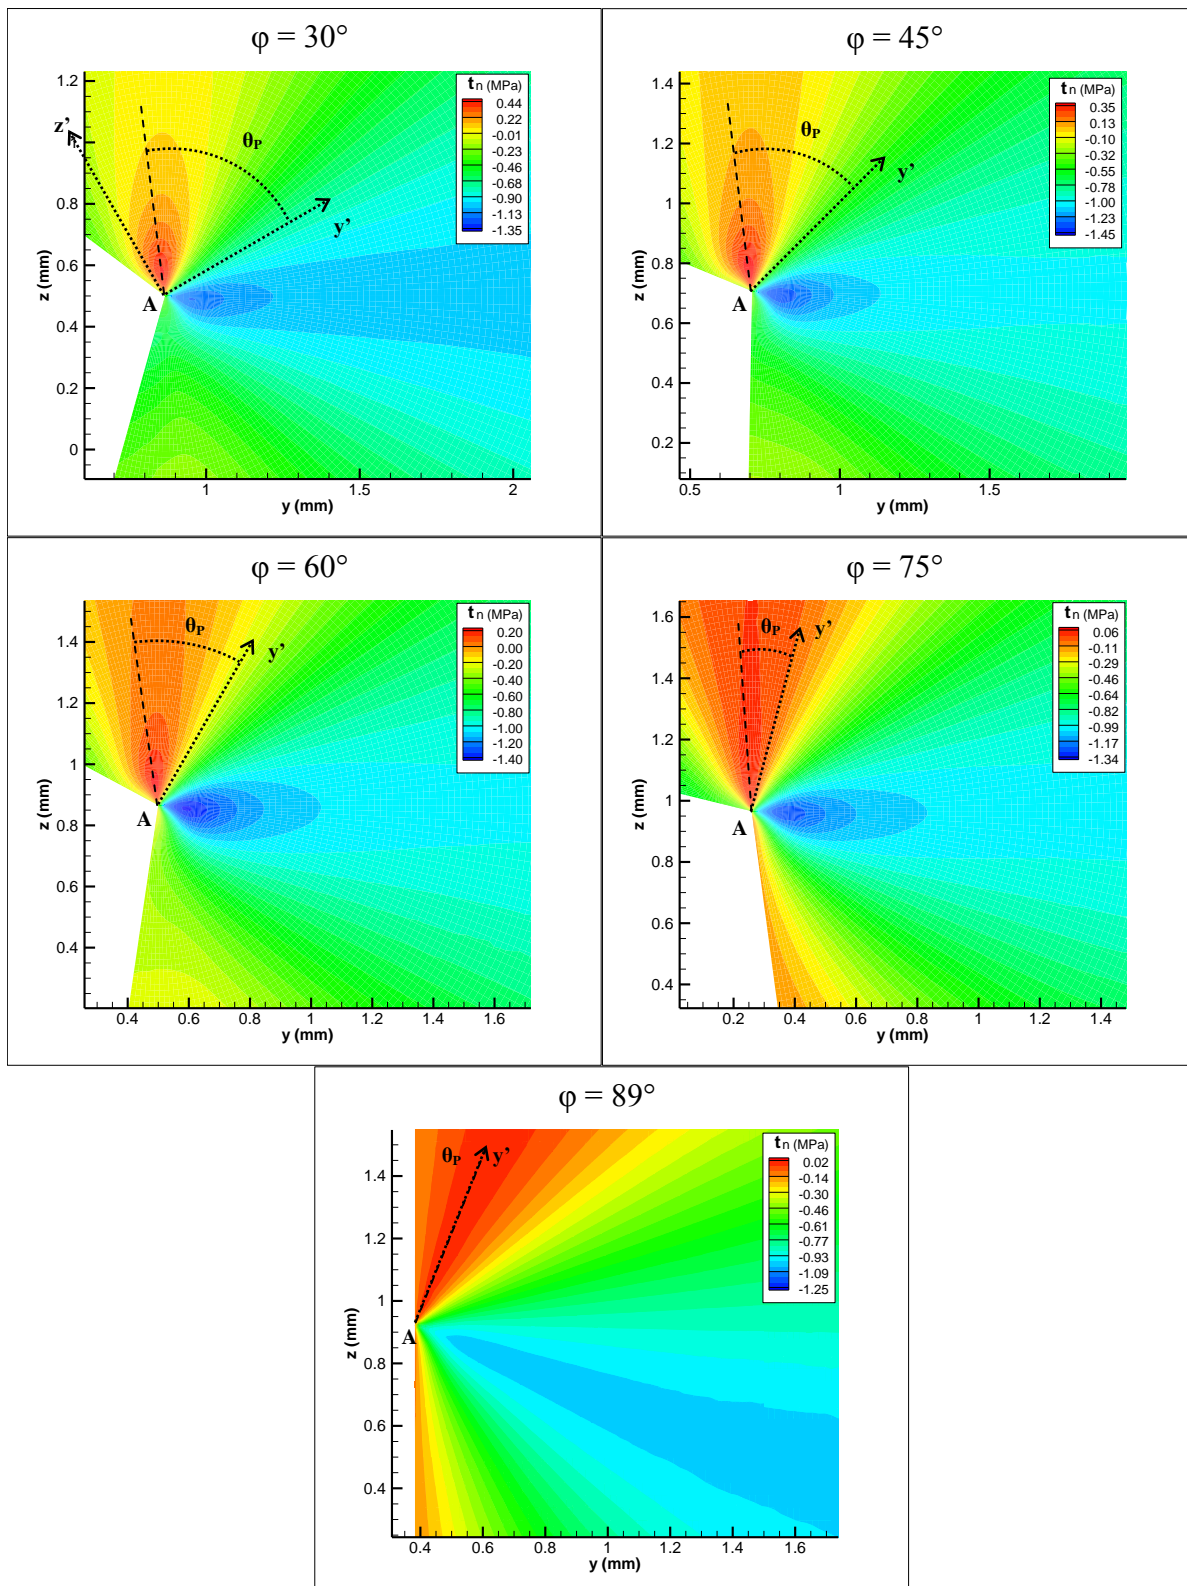 φ = 30°
tn (MPa)
0.44
0.22
-0.01
-0.23
-0.46
-0.68
-0.90
-1.13
-1.35
z'
θP
y'
A
1.2
1
0.8
0.6
0.4
0.2
0
z (mm)
1
1.5
2
y (mm)
φ = 45°
tn (MPa)
0.35
0.13
-0.10
-0.32
-0.55
-0.78
-1.00
-1.23
-1.45
θP
y'
A
1.4
1.2
1
0.8
0.6
0.4
0.2
z (mm)
0.5
1
1.5
y (mm)
φ = 60°
tn (MPa)
0.20
0.00
-0.20
-0.40
-0.60
-0.80
-1.00
-1.20
-1.40
θP
y'
A
1.4
1.2
1
0.8
0.6
0.4
z (mm)
0.4 0.6 0.8 1 1.2 1.4 1.6
y (mm)
φ = 75°
tn (MPa)
0.06
-0.11
-0.29
-0.46
-0.64
-0.82
-0.99
-1.17
-1.34
θP
y'
A
1.6
1.4
1.2
1
0.8
0.6
0.4
z (mm)
0.2 0.4 0.6 0.8 1 1.2 1.4
y (mm)
φ = 89°
tn (MPa)
0.02
-0.14
-0.30
-0.46
-0.61
-0.77
-0.93
-1.09
-1.25
θP
y'
A
1.4
1.2
1
0.8
0.6
0.4
z (mm)
0.4 0.6 0.8 1 1.2 1.4 1.6
y (mm)